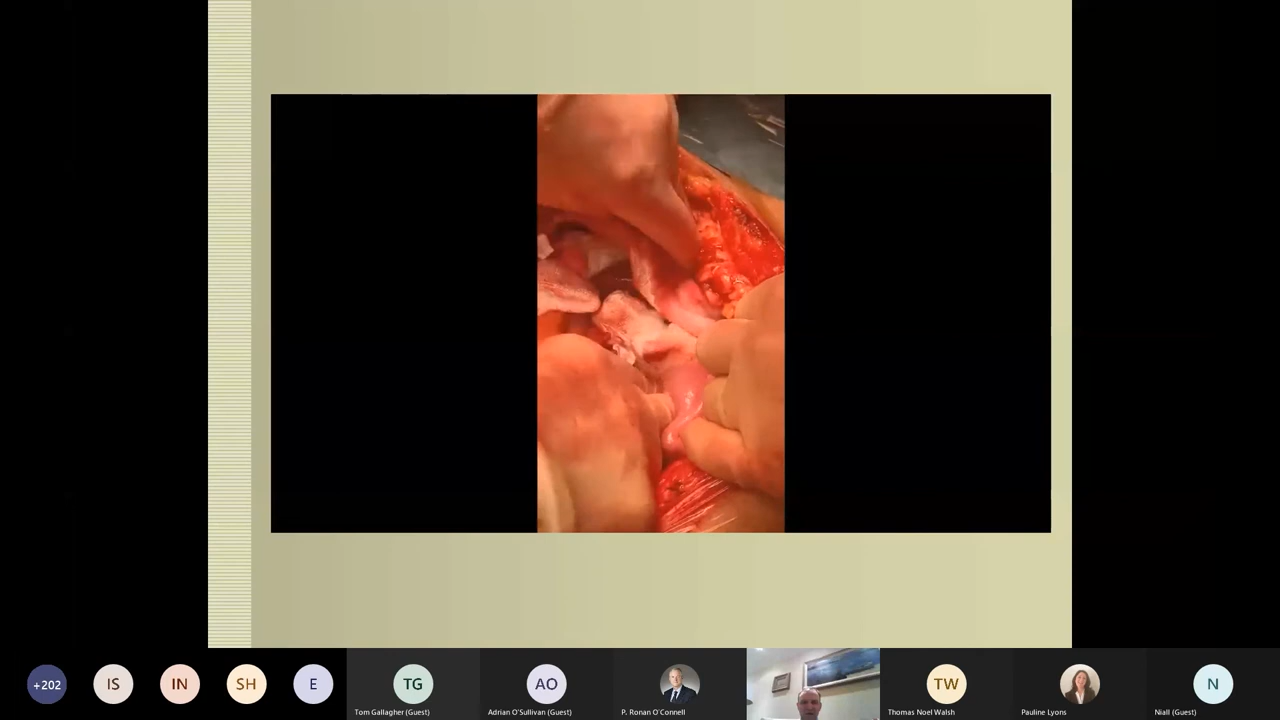 +202
IS
IN
SH
E
TG
Tom Gallagher (Guest)
AO
Adrian O'Sullivan (Guest)
P. Ronan O'Connell
TW
Thomas Noel Walsh
Pauline Lyons
N
Niall (Guest)